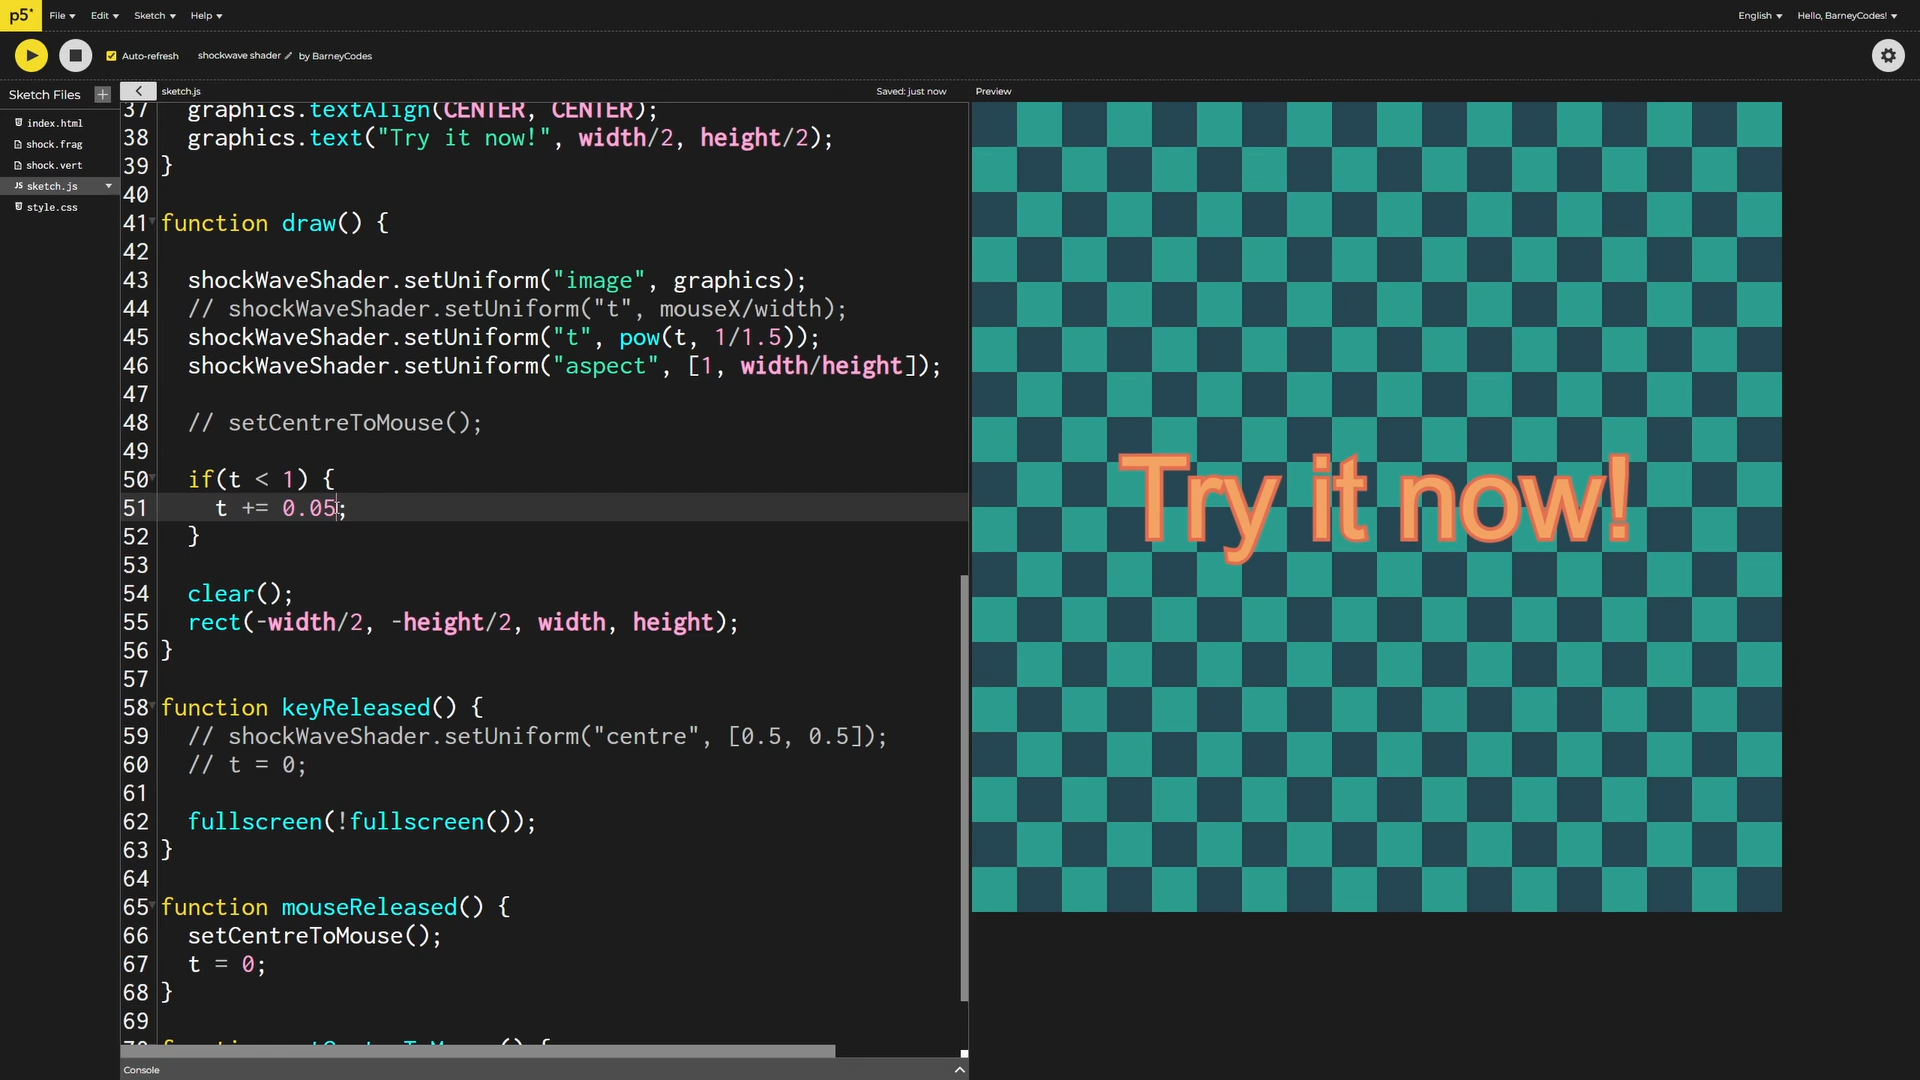 p5* File Edit Sketch Help English Hello, BarneyCodes!
Auto-refresh shockwave shader by BarneyCodes
Sketch Files +
index.html
shock.frag
shock.vert
JS sketch.js
style.css
sketch.js Saved: just now
37 graphics.textAlign(CENTER, CENTER);
38 graphics.text("Try it now!", width/2, height/2);
39 }
40
41 function draw() {
42
43 shockWaveShader.setUniform("image", graphics);
44 // shockWaveShader.setUniform("t", mouseX/width);
45 shockWaveShader.setUniform("t", pow(t, 1/1.5));
46 shockWaveShader.setUniform("aspect", [1, width/height]);
47
48 // setCentreToMouse();
49
50 if(t < 1) {
51 t += 0.05;
52 }
53
54 clear();
55 rect(-width/2, -height/2, width, height);
56 }
57
58 function keyReleased() {
59 // shockWaveShader.setUniform("centre", [0.5, 0.5]);
60 // t = 0;
61
62 fullscreen(!fullscreen());
63 }
64
65 function mouseReleased() {
66 setCentreToMouse();
67 t = 0;
68 }
69
Console
Preview
Try it now!